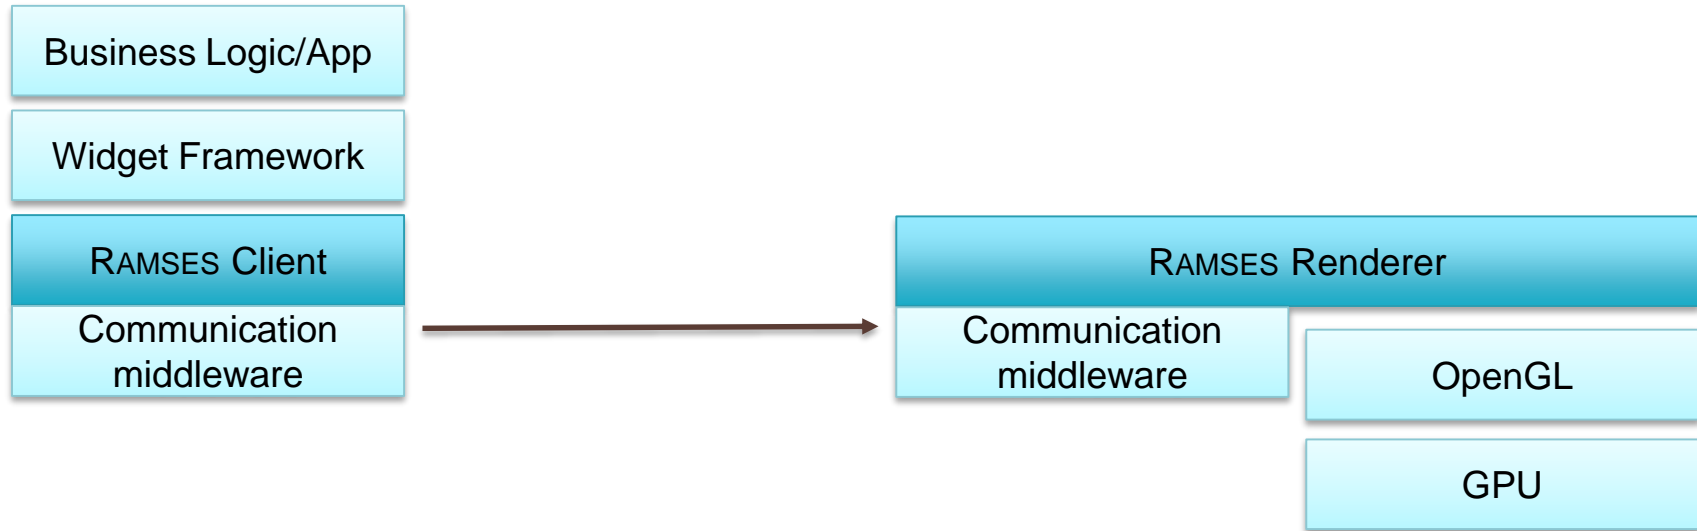 Business Logic/App
Widget Framework
RAMSES Client
Communication
middleware
RAMSES Renderer
Communication
middleware
OpenGL
GPU